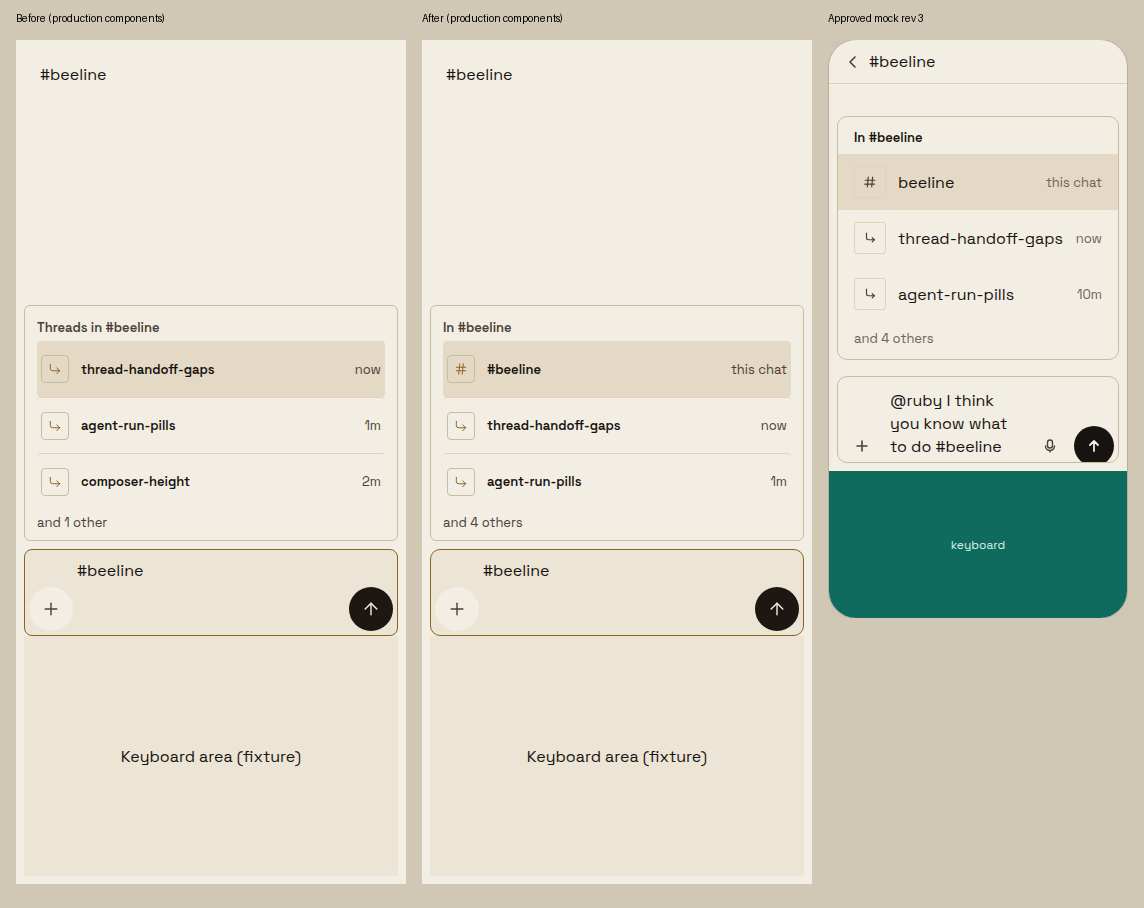 Before (production components)
#beeline
Threads in #beeline
thread-handoff-gaps now
agent-run-pills 1m
composer-height 2m
and 1 other
#beeline
Keyboard area (fixture)
After (production components)
#beeline
In #beeline
#beeline this chat
thread-handoff-gaps now
agent-run-pills 1m
and 4 others
#beeline
Keyboard area (fixture)
Approved mock rev 3
#beeline
In #beeline
# beeline this chat
thread-handoff-gaps now
agent-run-pills 10m
and 4 others
@ruby I think
you know what
to do #beeline
keyboard